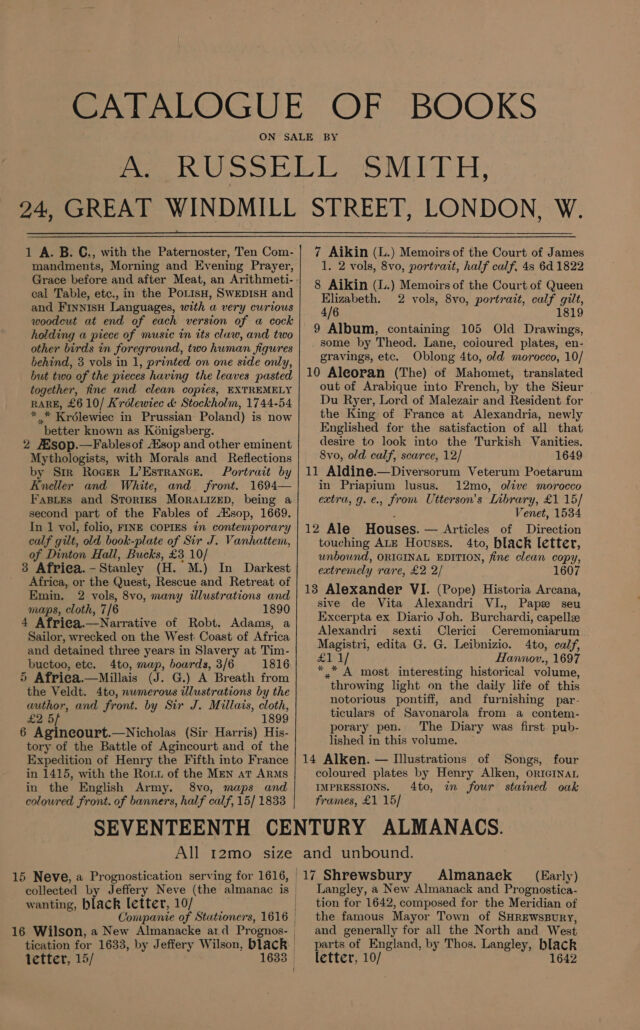 CATALOGUE OF BOOKS
ON SALE BY
A. RUSSELL SMITH,
24, GREAT WINDMILL STREET, LONDON, W.
1 A. B. C., with the Paternoster, Ten Com-
mandments, Morning and Evening Prayer,
Grace before and after Meat, an Arithmeti-
cal Table, etc., in the POLISH, SWEDISH and
and FINNISH Languages, with a very curious
woodcut at end of each version of a cock
holding a piece of music in its claw, and two
other birds in foreground, two human figures
behind, 3 vols in 1, printed on one side only,
but two of the pieces having the leaves pasted
together, fine and clean copies, EXTREMELY
RARE, £6 10/ Królewiec & Stockholm, 1744-54
*** Królewiec in Prussian Poland) is now
better known as Königsberg.
2 Æsop.—Fables of Æsop and other eminent
Mythologists, with Morals and Reflections
by SIR ROGER L'ESTRANGE. Portrait by
Kneller and White, and front. 1694—
FABLES and STORIES MORALIZED, being a
second part of the Fables of Æsop, 1669.
In 1 vol, folio, FINE COPIES in contemporary
calf gilt, old book-plate of Sir J. Vanhattem,
of Dinton Hall, Bucks, £3 10/
3 Africa.-Stanley (H. M.) In Darkest
Africa, or the Quest, Rescue and Retreat of
Emin. 2 vols, 8vo, many illustrations and
maps, cloth, 7/6 1890
4 Africa.—Narrative of Robt. Adams, a
Sailor, wrecked on the West Coast of Africa
and detained three years in Slavery at Tim-
buctoo, etc. 4to, map, boards, 3/6 1816
5 Africa.—Millais (J. G.) A Breath from
the Veldt. 4to, numerous illustrations by the
author, and front. by Sir J. Millais, cloth,
£2 5/ 1899
6 Agincourt.—Nicholas (Sir Harris) His-
tory of the Battle of Agincourt and of the
Expedition of Henry the Fifth into France
in 1415, with the ROLL of the MEN AT ARMS
in the English Army. 8vo, maps and
coloured front. of banners, half calf, 15/ 1833
7 Aikin (L.) Memoirs of the Court of James
1. 2 vols, 8vo, portrait, half calf, 4s 6d 1822
8 Aikin (L.) Memoirs of the Court of Queen
Elizabeth. 2 vols, 8vo, portrait, calf gilt,
4/6 1819
9 Album, containing 105 Old Drawings,
some by Theod. Lane, coloured plates, en-
gravings, etc. Oblong 4to, old morocco, 10/
10 Alcoran (The) of Mahomet, translated
out of Arabique into French, by the Sieur
Du Ryer, Lord of Malezair and Resident for
the King of France at Alexandria, newly
Englished for the satisfaction of all that
desire to look into the Turkish Vanities.
8vo, old calf, scarce, 12/ 1649
11 Aldine.—Diversorum Veterum Poetarum
in Priapium lusus. 12mo, olive morocco
extra, g. e., from Utterson's Library, £1 15/
Venet, 1534
12 Ale Houses. — Articles of Direction
touching ALE HOUSES. 4to, black letter,
unbound, ORIGINAL EDITION, fine clean copy,
extremely rare, £2 2/ 1607
13 Alexander VI. (Pope) Historia Arcana,
sive de Vita Alexandri VI., Papæ seu
Excerpta ex Diario Joh. Burchardi, capellæ
Alexandri sexti Clerici Ceremoniarum
Magistri, edita G. G. Leibnizio. 4to, calf,
£1 1/ Hannov., 1697
*** A most interesting historical volume,
throwing light on the daily life of this
notorious pontiff, and furnishing par-
ticulars of Savonarola from a contem-
porary pen. The Diary was first pub-
lished in this volume.
14 Alken. — Illustrations of Songs, four
coloured plates by Henry Alken, ORIGINAL
IMPRESSIONS. 4to, in four stained oak
frames, £1 15/
SEVENTEENTH CENTURY ALMANACS.
All 12mo size and unbound.
15 Neve, a Prognostication serving for 1616,
collected by Jeffery Neve (the almanac is
wanting, black letter, 10/
Companie of Stationers, 1616
16 Wilson, a New Almanacke and Prognos-
tication for 1633, by Jeffery Wilson, black
letter, 15/ 1633
17 Shrewsbury Almanack (Early)
Langley, a New Almanack and Prognostica-
tion for 1642, composed for the Meridian of
the famous Mayor Town of SHREWSBURY,
and generally for all the North and West
parts of England, by Thos. Langley, black
letter, 10/ 1642